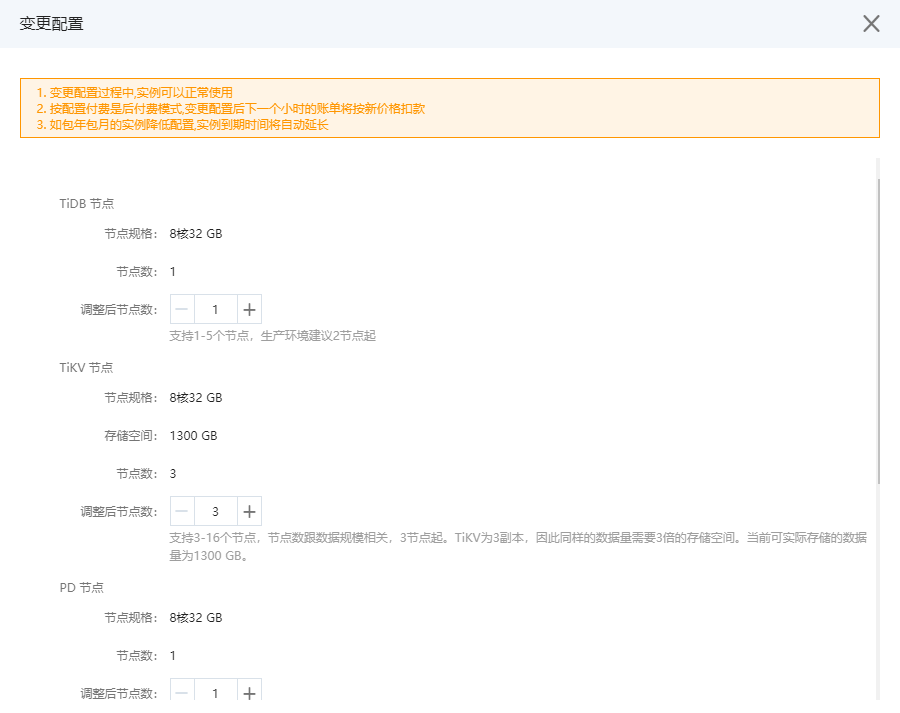 变更配置
1. 变更配置过程中,实例可以正常使用
2. 按配置付费是后付费模式,变更配置后下一个小时的账单将按新价格扣款
3. 如包年包月的实例降低配置,实例到期时间将自动延长
TiDB 节点
节点规格: 8核32 GB
节点数: 1
调整后节点数: 1
支持1-5个节点，生产环境建议2节点起
TiKV 节点
节点规格: 8核32 GB
存储空间: 1300 GB
节点数: 3
调整后节点数: 3
支持3-16个节点，节点数跟数据规模相关，3节点起。TiKV为3副本，因此同样的数据量需要3倍的存储空间。当前可实际存储的数据
量为1300 GB。
PD 节点
节点规格: 8核32 GB
节点数: 1
调整后节点数: 1